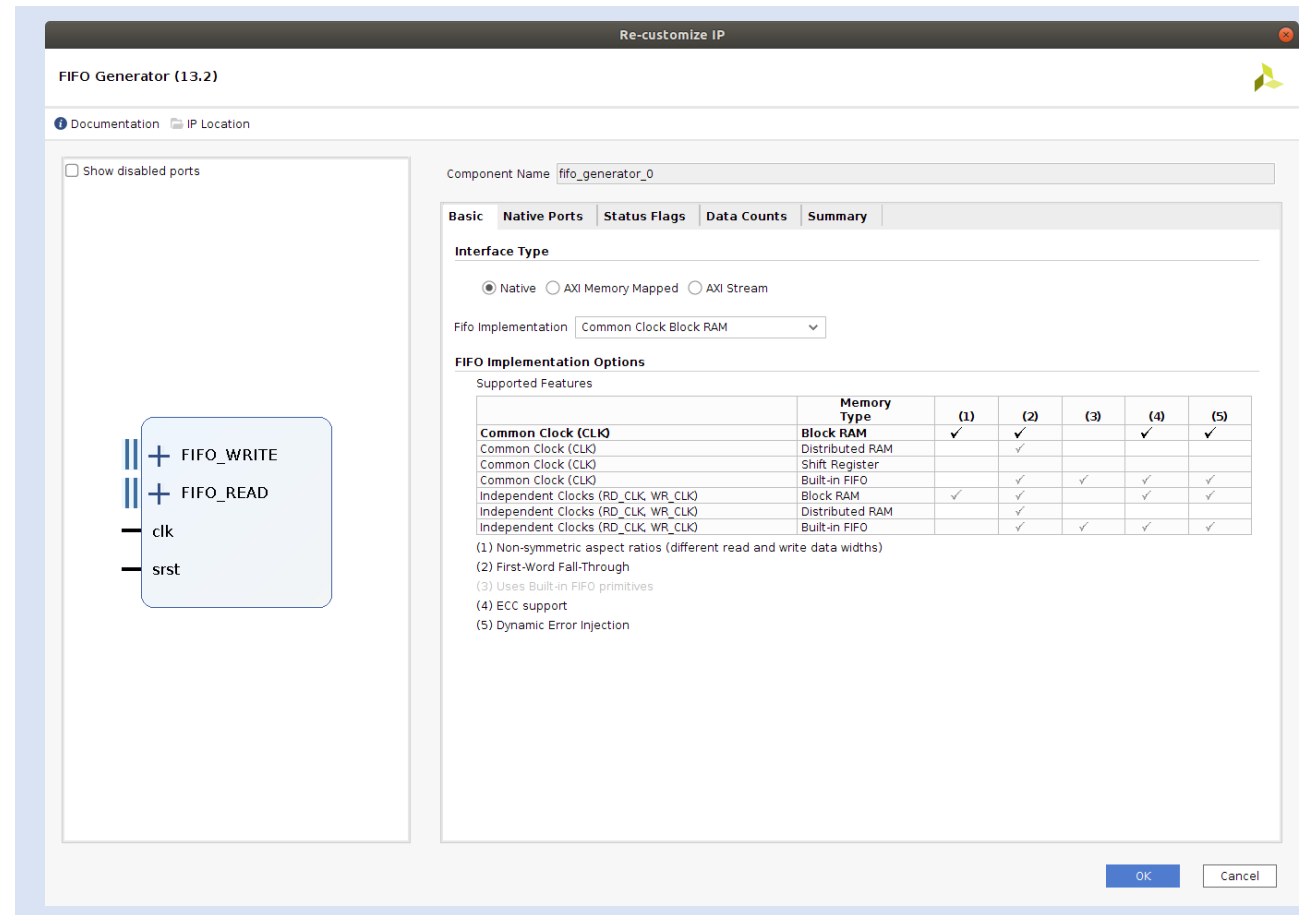 Re-customize IP
FIFO Generator (13.2)
Documentation IP Location
Show disabled ports
FIFO_WRITE
FIFO_READ
clk
srst
Component Name fifo_generator_0
Basic Native Ports Status Flags Data Counts Summary
Interface Type
Native AXI Memory Mapped AXI Stream
Fifo Implementation Common Clock Block RAM
FIFO Implementation Options
Supported Features
Memory
Type (1) (2) (3) (4) (5)
Common Clock (CLK) Block RAM ✓ ✓ ✓ ✓
Common Clock (CLK) Distributed RAM ✓
Common Clock (CLK) Shift Register
Common Clock (CLK) Built-in FIFO ✓ ✓ ✓ ✓
Independent Clocks (RD_CLK, WR_CLK) Block RAM ✓ ✓ ✓ ✓
Independent Clocks (RD_CLK, WR_CLK) Distributed RAM ✓
Independent Clocks (RD_CLK, WR_CLK) Built-in FIFO ✓ ✓ ✓ ✓
(1) Non-symmetric aspect ratios (different read and write data widths)
(2) First-Word Fall-Through
(3) Uses Built-in FIFO primitives
(4) ECC support
(5) Dynamic Error Injection
OK Cancel